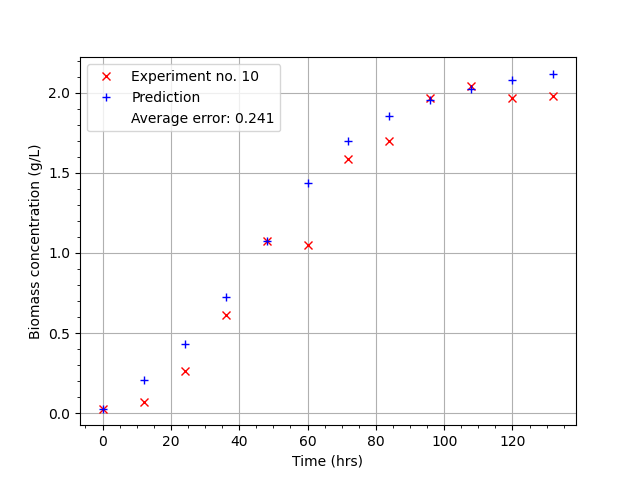 Experiment no. 10
Prediction
Average error: 0.241
2.0
1.5
1.0
0.5
0.0
Biomass concentration (g/L)
0 20 40 60 80 100 120
Time (hrs)